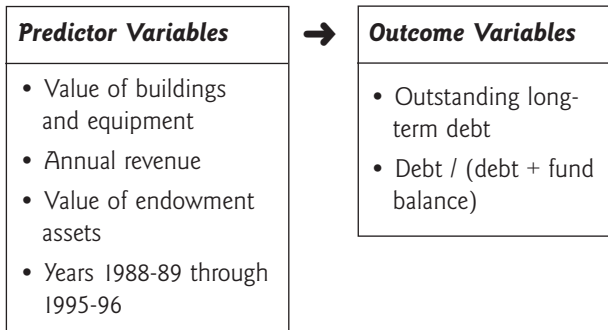 Predictor Variables
• Value of buildings
and equipment
• Annual revenue
• Value of endowment
assets
• Years 1988-89 through
1995-96
➔
Outcome Variables
• Outstanding long-
term debt
• Debt / (debt + fund
balance)